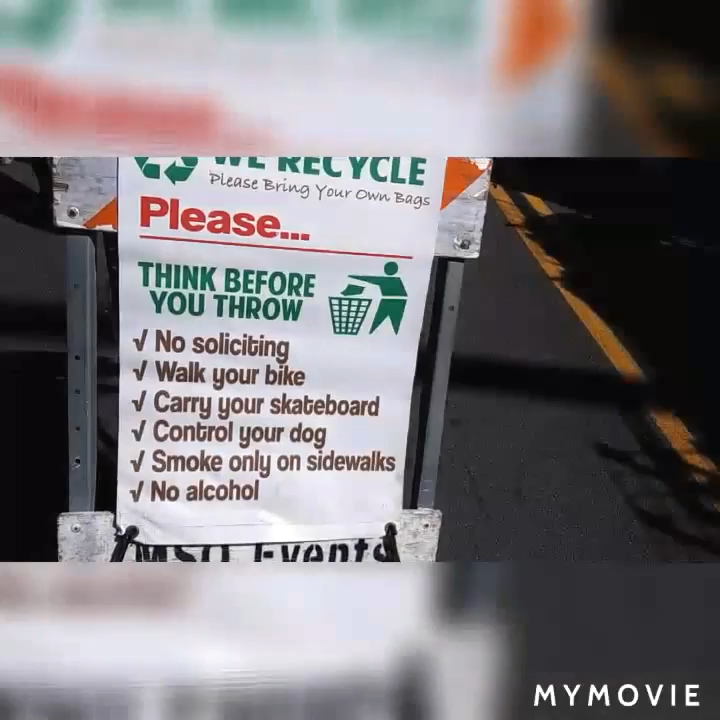 WE RECYCLE
Please Bring Your Own Bags
Please...
THINK BEFORE
YOU THROW
√ No soliciting
√ Walk your bike
√ Carry your skateboard
√ Control your dog
√ Smoke only on sidewalks
√ No alcohol
MSO Events
MYMOVIE